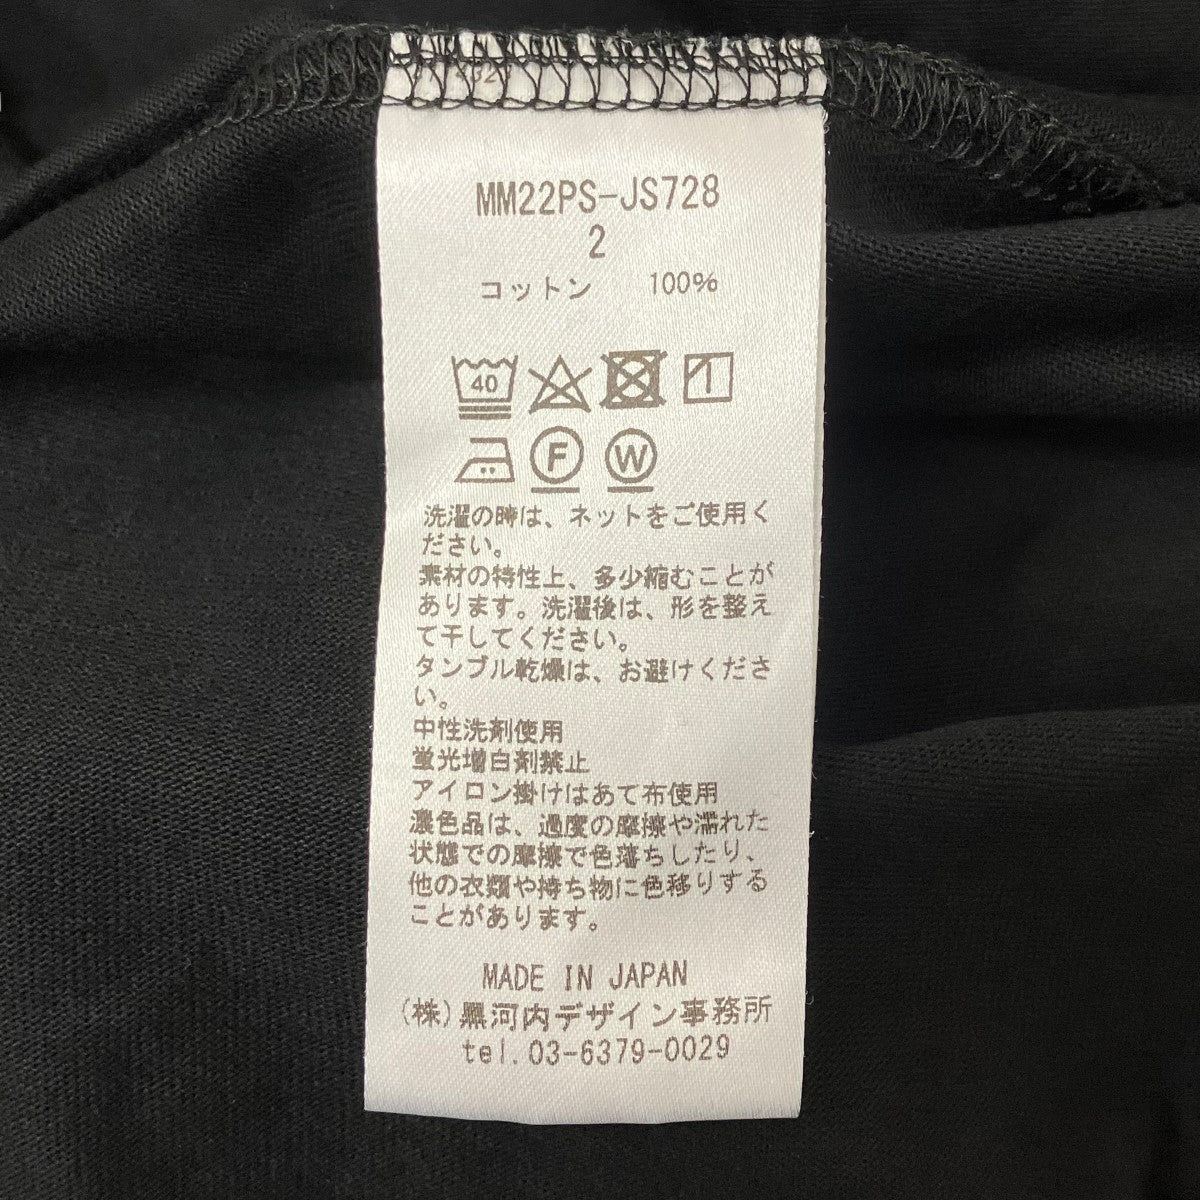 MM22PS-JS728
2
コットン 100%
40
F W
洗濯の時は、ネットをご使用く
ださい。
素材の特性上、多少縮むことが
あります。洗濯後は、形を整え
て干してください。
タンブル乾燥は、お避けくださ
い。
中性洗剤使用
蛍光増白剤禁止
アイロン掛けはあて布使用
濃色品は、過度の摩擦や濡れた
状態での摩擦で色落ちしたり、
他の衣類や持ち物に色移りする
ことがあります。
MADE IN JAPAN
(株)黒河内デザイン事務所
tel.03-6379-0029